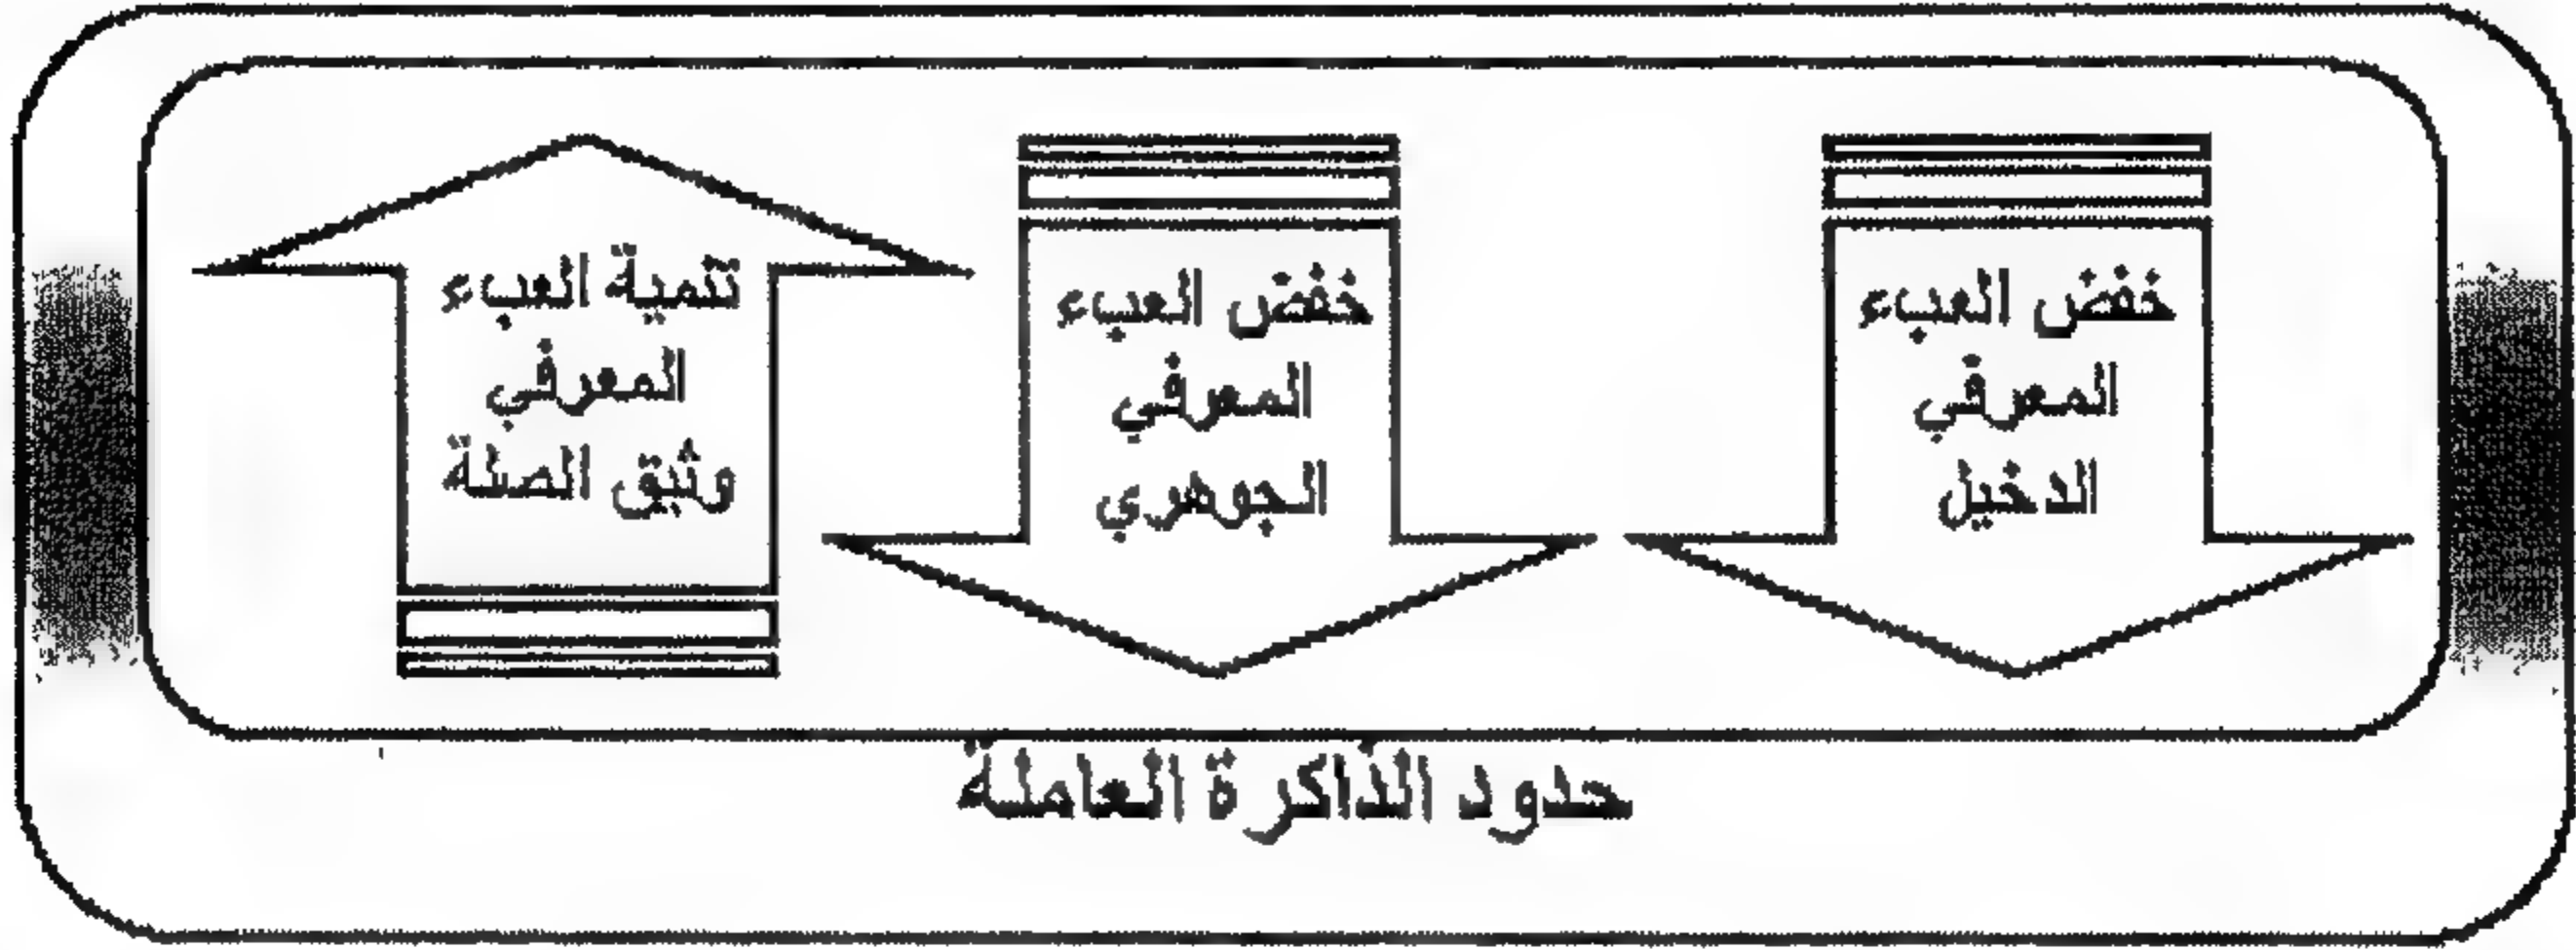 خفض العبء
المعرفي
الدخيل
خفض العبء
المعرفي
الجوهري
تنمية العبء
المعرفي
وثيق الصلة
حدود الذاكرة العاملة